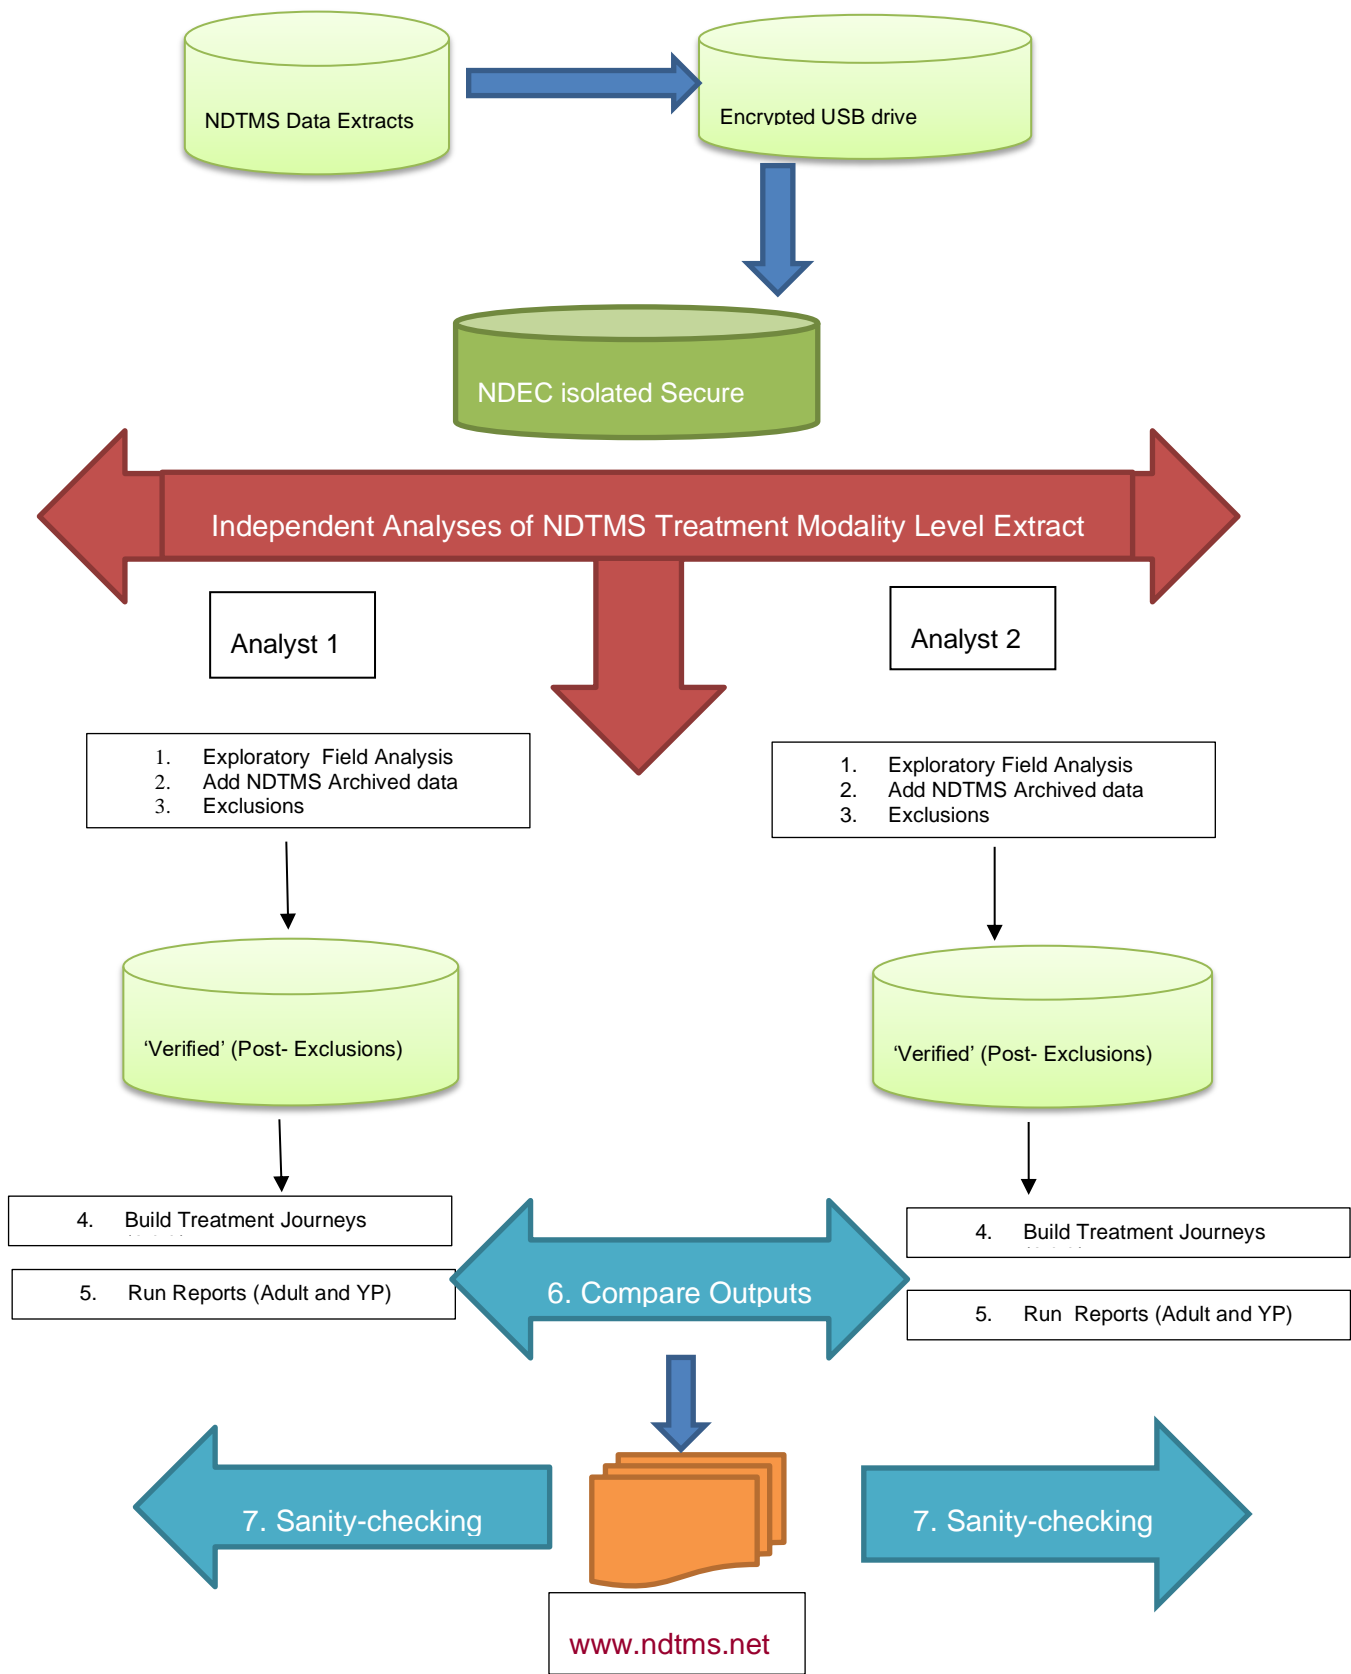 NDTMS Data Extracts
Encrypted USB drive
NDEC isolated Secure
Independent Analyses of NDTMS Treatment Modality Level Extract
Analyst 1
Analyst 2
1. Exploratory Field Analysis
2. Add NDTMS Archived data
3. Exclusions
1. Exploratory Field Analysis
2. Add NDTMS Archived data
3. Exclusions
‘Verified’ (Post- Exclusions)
‘Verified’ (Post- Exclusions)
4. Build Treatment Journeys
4. Build Treatment Journeys
5. Run Reports (Adult and YP)
6. Compare Outputs
5. Run Reports (Adult and YP)
7. Sanity-checking
7. Sanity-checking
www.ndtms.net